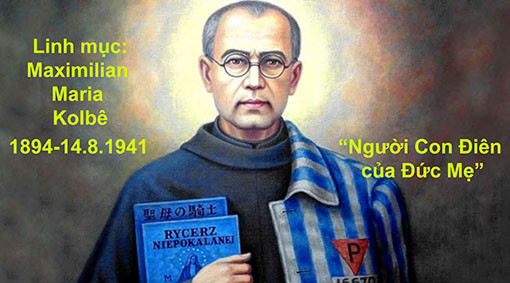 Linh mục:
Maximilian
Maria
Kolbê
1894-14.8.1941
“Người Con Điên
của Đức Mẹ”
聖母の騎士
RYCERZ
NIEPOKALANEJ
P
16670